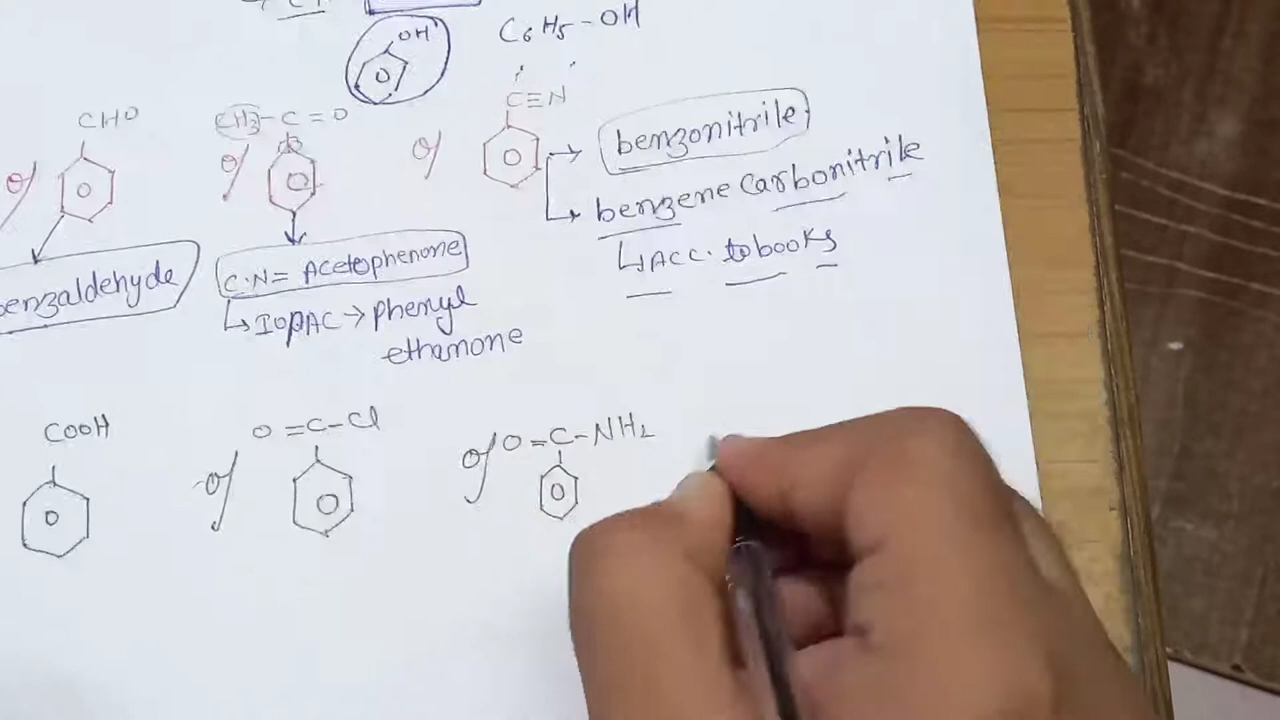 C6H5-OH
OH
CHO
CH3-C=O
C≡N
benzonitrile
benzene carbonitrile
Acc. to books
benzaldehyde
C.N= Acetophenone
IUPAC → phenyl
ethanone
COOH
O=C-Cl
O=C-NH2